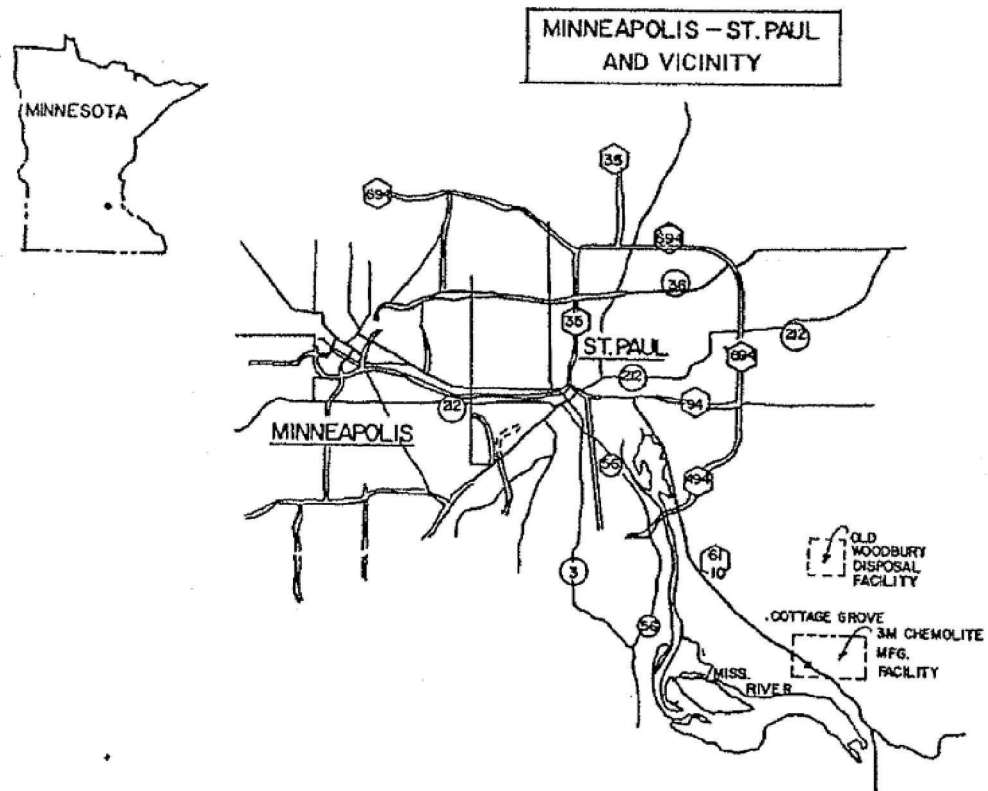 MINNEAPOLIS – ST. PAUL
AND VICINITY
MINNESOTA
35
694
694
36
35
ST. PAUL
212
694
212
94
212
MINNEAPOLIS
56
494
3
61
10
OLD
WOODBURY
DISPOSAL
FACILITY
.COTTAGE GROVE
3M CHEMOLITE
MFG.
FACILITY
56
MISS.
RIVER